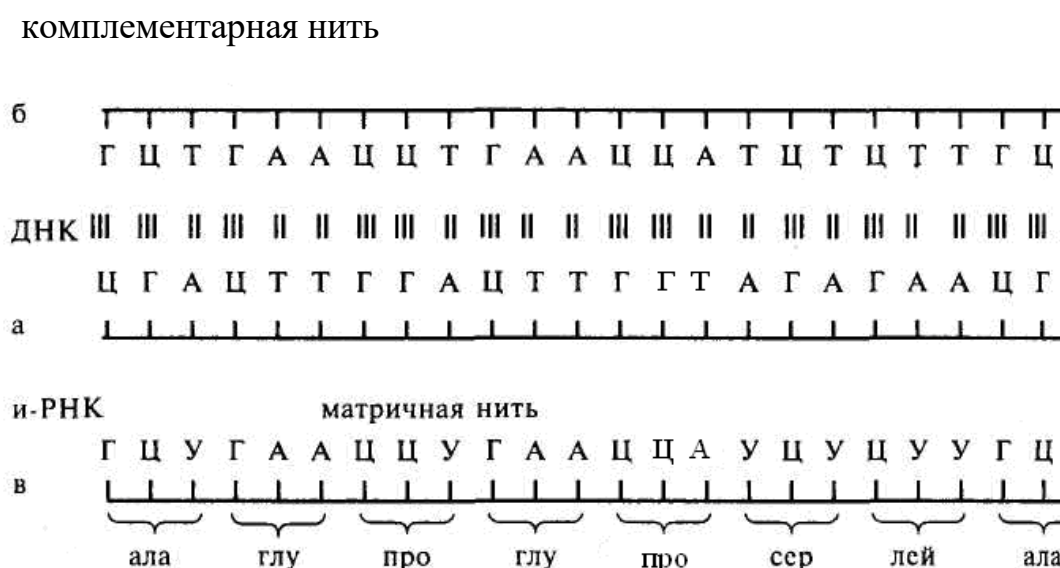 комплементарная нить
б
Г Ц Т Г А А Ц Ц Т Г А А Ц Ц А Т Ц Т Ц Т Т Г Ц
ДНК
Ц Г А Ц Т Т Г Г А Ц Т Т Г Г Т А Г А Г А А Ц Г
а
и-РНК матричная нить
Г Ц У Г А А Ц Ц У Г А А Ц Ц А У Ц У Ц У У Г Ц
в
ала глу про глу про сер лей ала